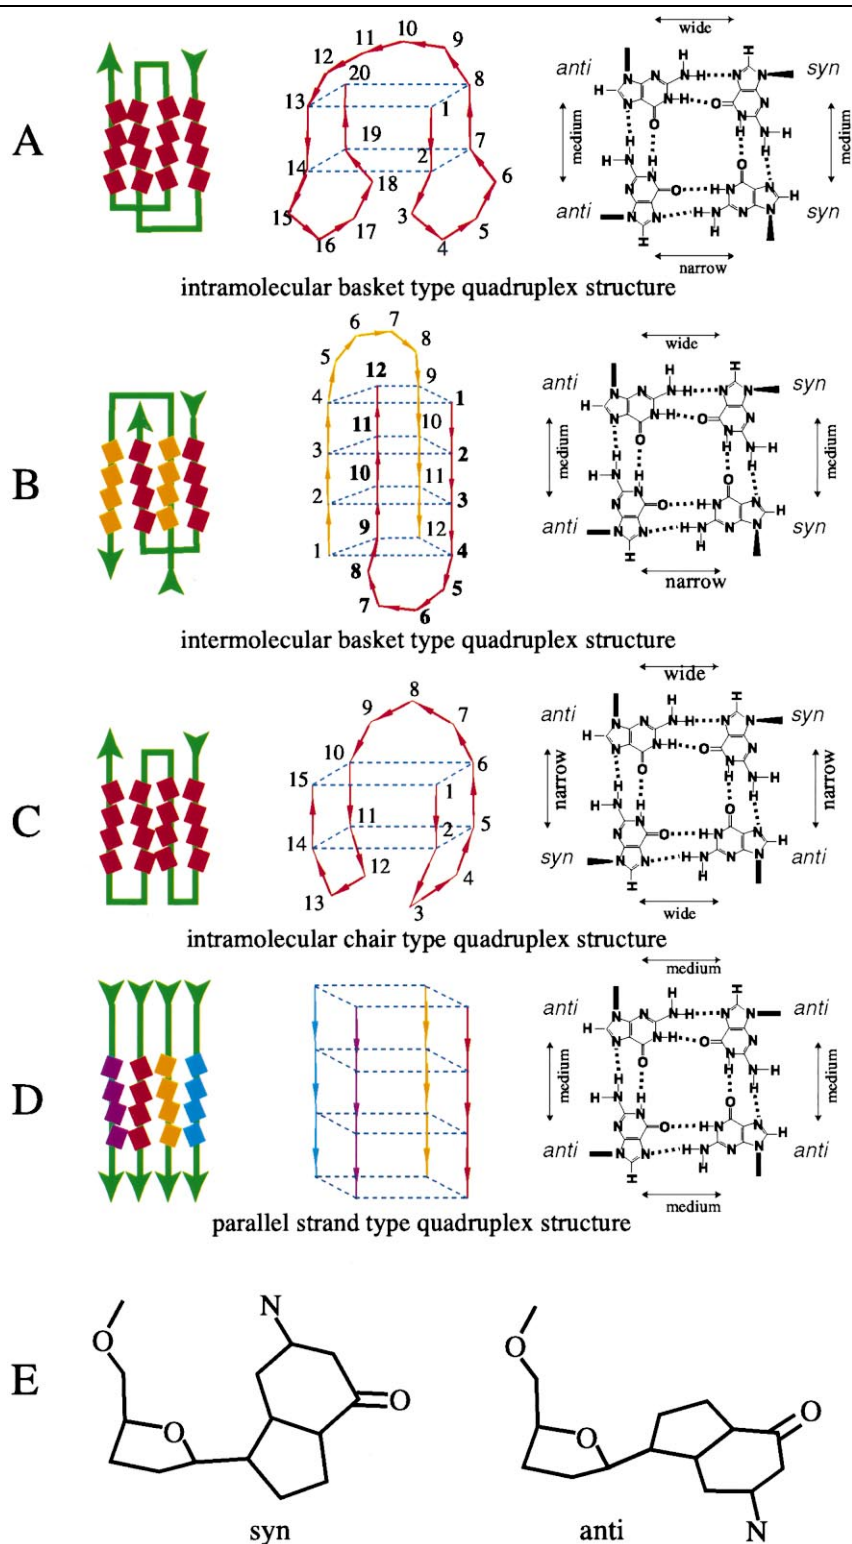 A
10
11
9
12
20
8
13
1
19
2
7
14
18
6
3
15
17
5
16
4
wide
anti
syn
medium
medium
anti
syn
narrow
H N H N N N H N H O N N H O N H H N H N H N O H N N N H N H N N H
intramolecular basket type quadruplex structure
B
6
7
5
8
12
9
4
1
11
10
3
2
10
11
2
3
9
12
1
4
8
5
7
6
wide
anti
syn
medium
medium
anti
syn
narrow
H N H N N N H N H O N N H O N H H N H N H N O H N N N H N H N N H
intermolecular basket type quadruplex structure
C
8
9
7
10
6
15
1
11
2
5
14
12
4
13
3
wide
anti
syn
narrow
narrow
syn
anti
wide
H N H N N N H N H O N N H O N H H N H N H N O H N N N H N H N N H
intramolecular chair type quadruplex structure
D
medium
anti
anti
medium
medium
anti
anti
medium
H N H N N N H N H O N N H O N H H N H N H N O H N N N H N H N N H
parallel strand type quadruplex structure
E
N
O
O
O
syn
O
O
O
N
anti